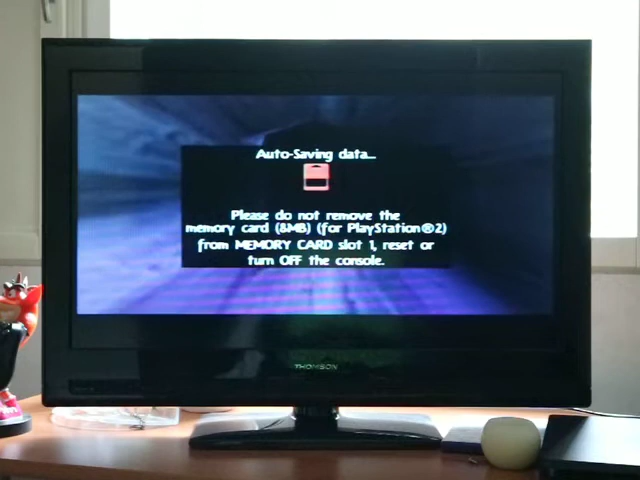 Auto-Saving data...
Please do not remove the
memory card (8MB) (for PlayStation®2)
from MEMORY CARD slot 1, reset or
turn OFF the console.
THOMSON